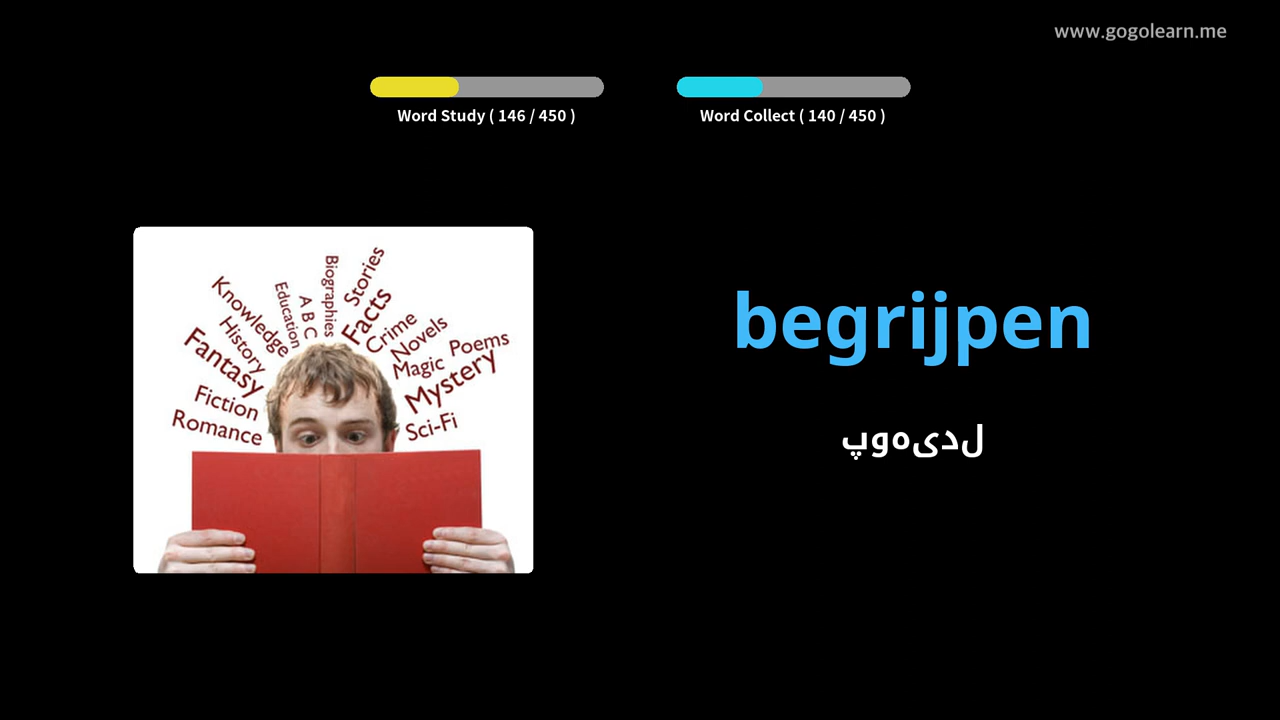 www.gogolearn.me
Word Study ( 146 / 450 )
Word Collect ( 140 / 450 )
Knowledge
Education
A B C
Biographies
Stories
Facts
Crime
Novels
Poems
Magic
Mystery
Sci-Fi
History
Fantasy
Fiction
Romance
begrijpen
لدیهوپ